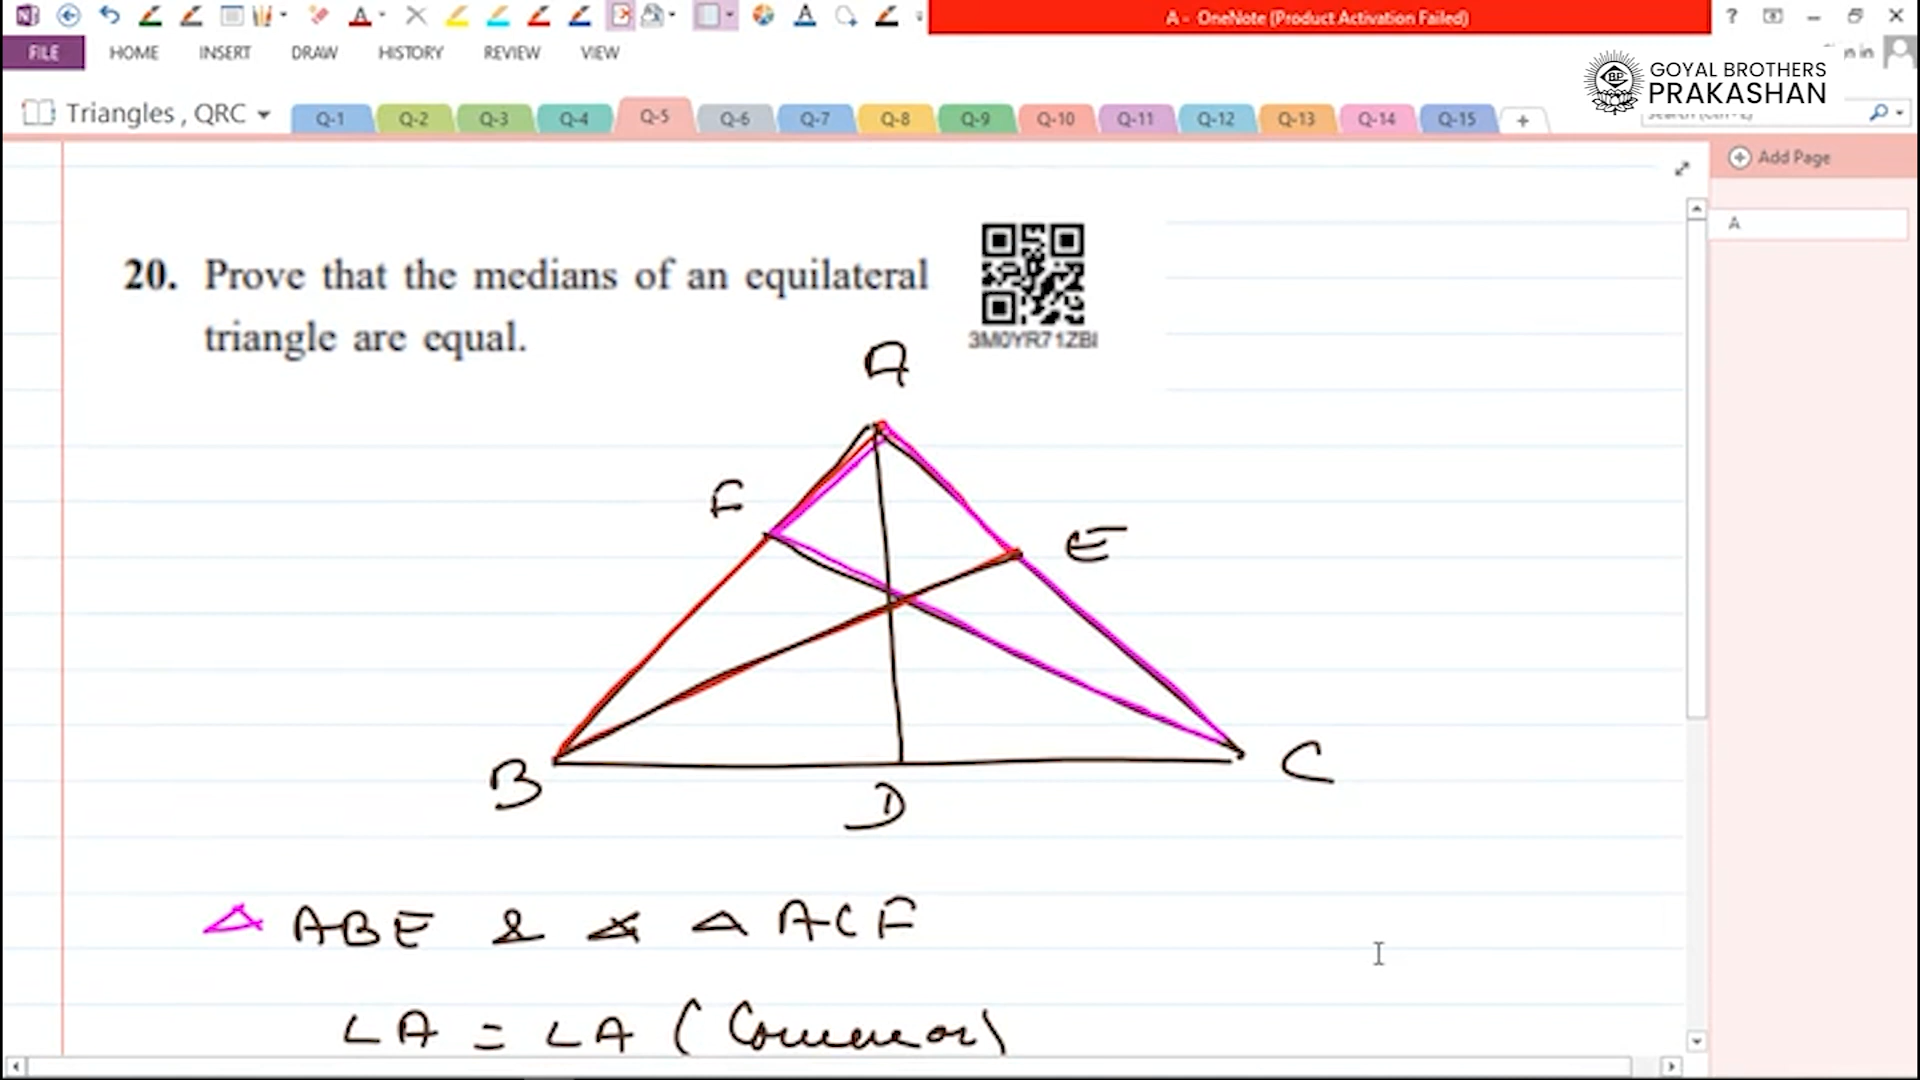 A - OneNote (Product Activation Failed)
FILE HOME INSERT DRAW HISTORY REVIEW VIEW
GOYAL BROTHERS
PRAKASHAN
Triangles , QRC Q-1 Q-2 Q-3 Q-4 Q-5 Q-6 Q-7 Q-8 Q-9 Q-10 Q-11 Q-12 Q-13 Q-14 Q-15
Add Page
A
20. Prove that the medians of an equilateral
triangle are equal.
3M0YR71ZBI
A
F
E
B
C
D
△ ABE & △ ACF
∠A = ∠A (Common)